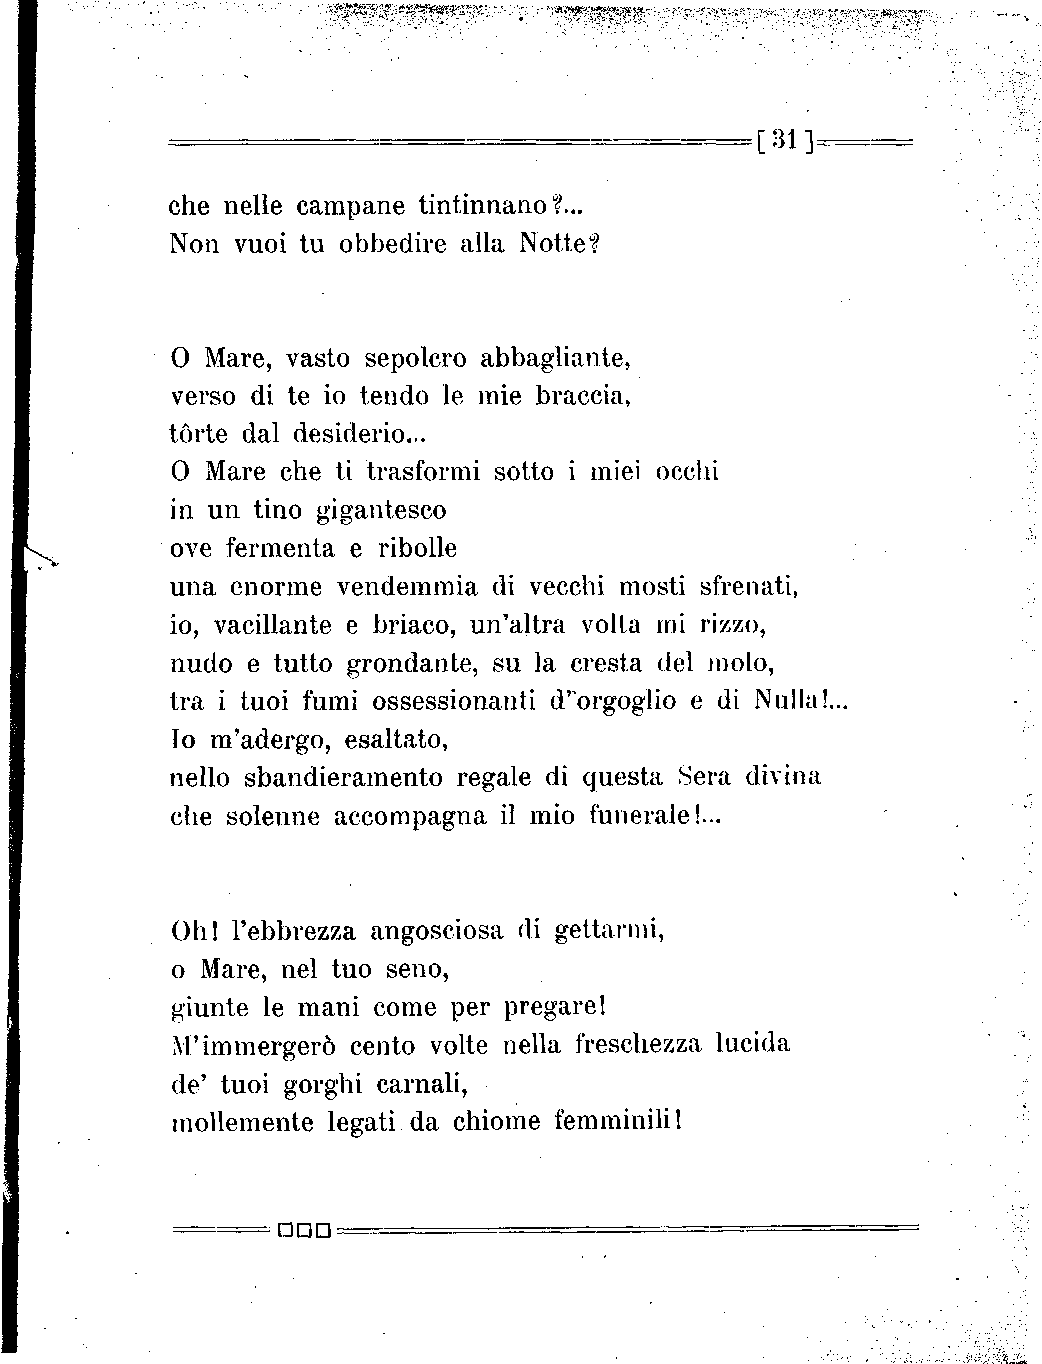 [ 31 ]
che nelle campane tintinnano?...
Non vuoi tu obbedire alla Notte?
O Mare, vasto sepolcro abbagliante,
verso di te io tendo le mie braccia,
tôrte dal desiderio...
O Mare che ti trasformi sotto i miei occhi
in un tino gigantesco
ove fermenta e ribolle
una enorme vendemmia di vecchi mosti sfrenati,
io, vacillante e briaco, un'altra volta mi rizzo,
nudo e tutto grondante, su la cresta del molo,
tra i tuoi fumi ossessionanti d'orgoglio e di Nulla!...
Io m'adergo, esaltato,
nello sbandieramento regale di questa Sera divina
che solenne accompagna il mio funerale!...
Oh! l'ebbrezza angosciosa di gettarmi,
o Mare, nel tuo seno,
giunte le mani come per pregare!
M'immergerò cento volte nella freschezza lucida
de' tuoi gorghi carnali,
mollemente legati da chiome femminili!